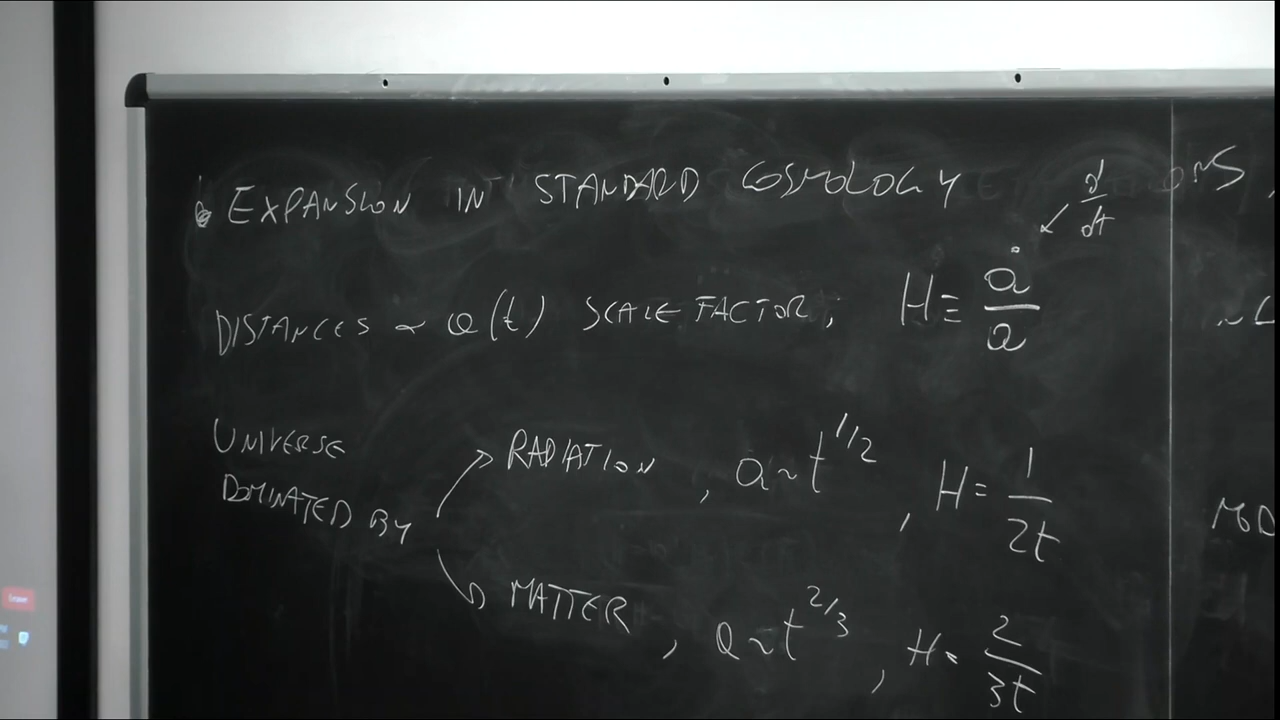 • EXPANSION IN STANDARD COSMOLOGY
d/dt
DISTANCES ~ a(t) SCALE FACTOR; H ≡ ȧ/a
UNIVERSE DOMINATED BY
→ RADIATION, a ~ t^1/2, H = 1/2t
→ MATTER, a ~ t^2/3, H = 2/3t